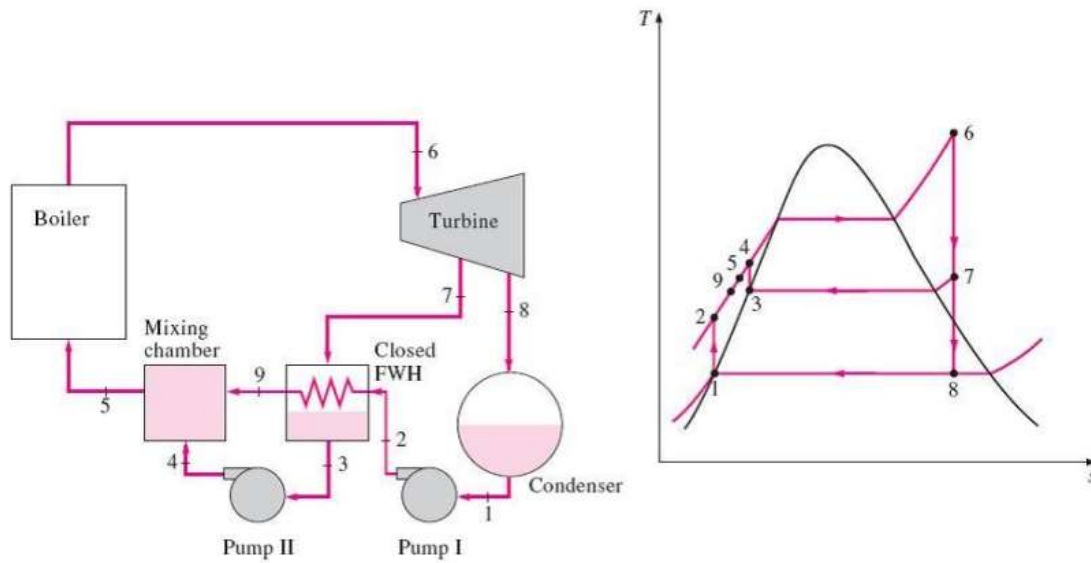 6
Boiler
Turbine
7
8
Mixing
chamber
Closed
FWH
9
5
2
4
3
Condenser
1
Pump II
Pump I
T
6
4
5
9
7
3
2
1
8
s